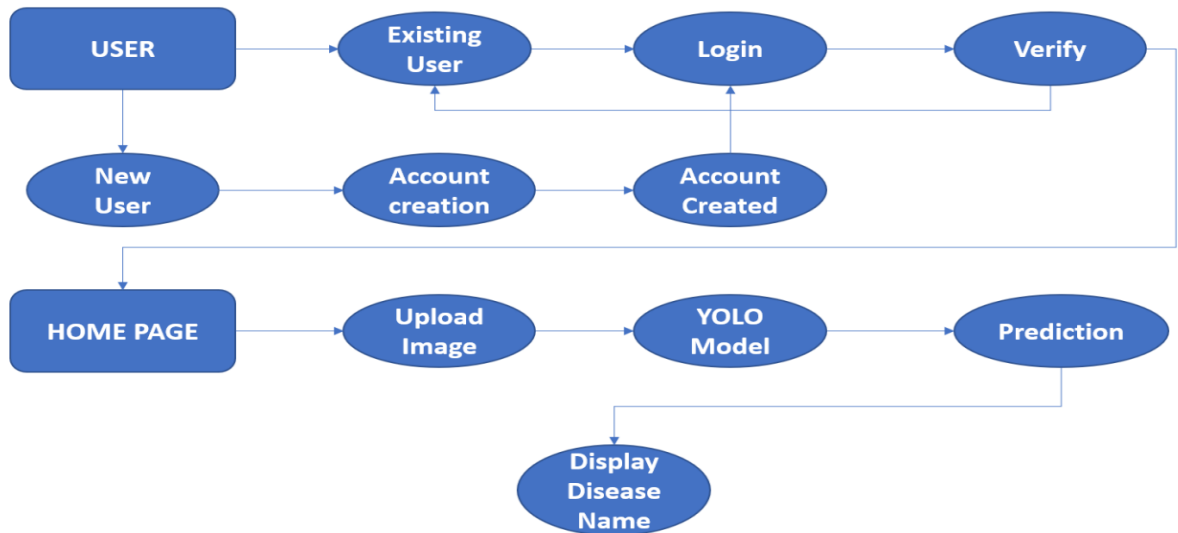 USER
Existing
User
Login
Verify
New
User
Account
creation
Account
Created
HOME PAGE
Upload
Image
YOLO
Model
Prediction
Display
Disease
Name